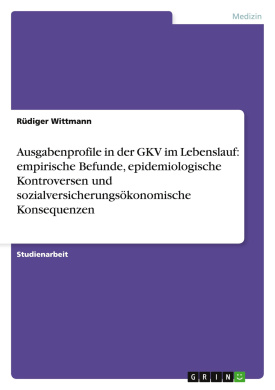 Medizin
Rüdiger Wittmann
Ausgabenprofile in der GKV im Lebenslauf:
empirische Befunde, epidemiologische
Kontroversen und
sozialversicherungsökonomische
Konsequenzen
Studienarbeit
GRIN